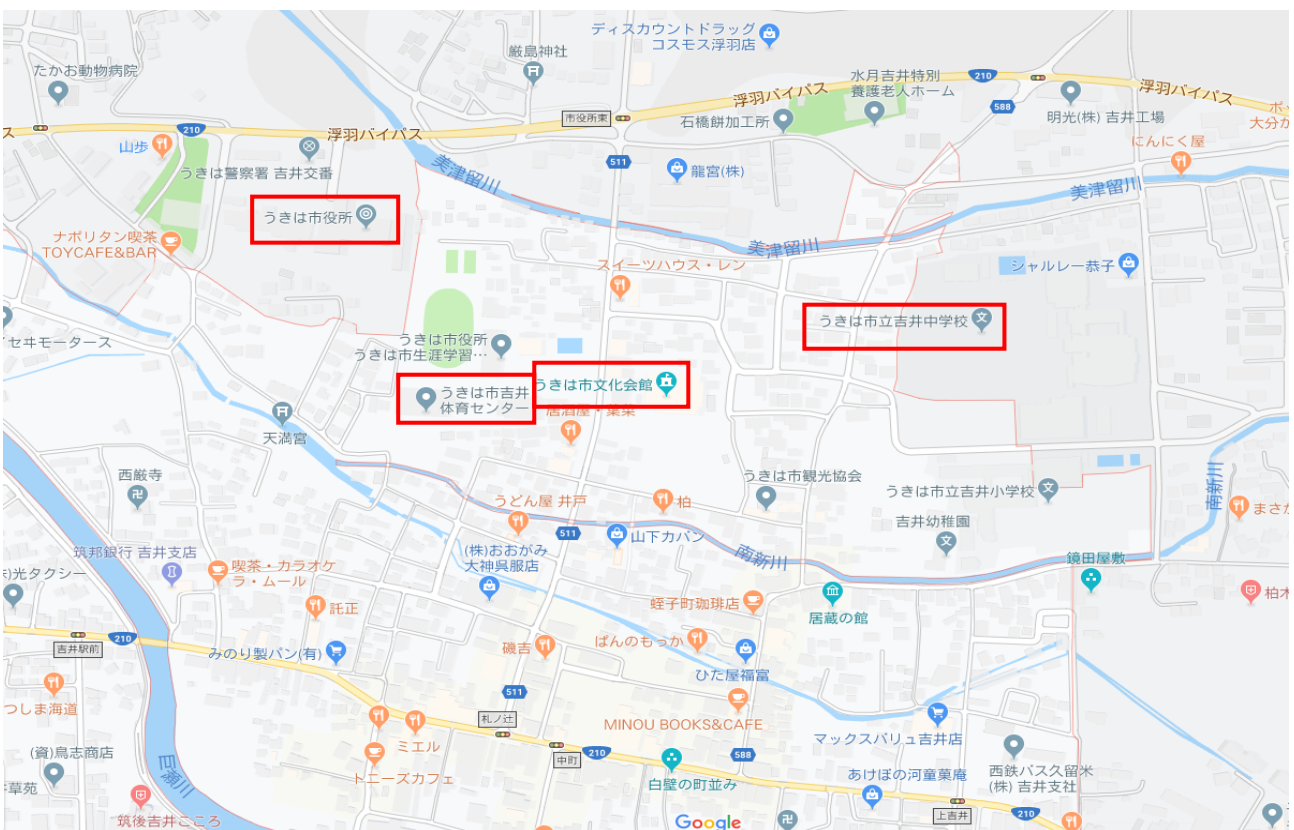 ディスカウントドラッグ
コスモス浮羽店
厳島神社
たかお動物病院
水月吉井特別
養護老人ホーム
210
浮羽バイパス
浮羽バイパス
588
明光(株) 吉井工場
市役所東
石橋餅加工所
大分か
210
浮羽バイパス
ス
山歩
にんにく屋
うきは警察署 吉井交番
511
龍宮(株)
美津留川
美津留川
うきは市役所
ナポリタン喫茶
TOYCAFE&BAR
美津留川
スイーツハウス・レン
シャルレー恭子
うきは市立吉井中学校
セキモータース
うきは市役所
うきは市生涯学習…
うきは市文化会館
うきは市吉井
体育センター
居酒屋・葉菜
天満宮
西厳寺
うきは市観光協会
うきは市立吉井小学校
南新川
うどん屋 井戸
柏
まさか
吉井幼稚園
511
山下カバン
筑邦銀行 吉井支店
(株)おおがみ
大神呉服店
南新川
鏡田屋敷
喫茶・カラオケ
ラ・ムール
)光タクシー
柏木
託正
蛭子町珈琲店
居蔵の館
210
吉井駅前
みのり製パン(有)
磯吉
ぱんのもっか
ひた屋福富
511
つしま海道
札ノ辻
MINOU BOOKS&CAFE
ミエル
マックスバリュ吉井店
(資)鳥志商店
中町
210
588
トニーズカフェ
白壁の町並み
あけぼの河童菓庵
西鉄バス久留米
(株) 吉井支社
草苑
巨瀬川
上吉井
210
筑後吉井こころ
Google